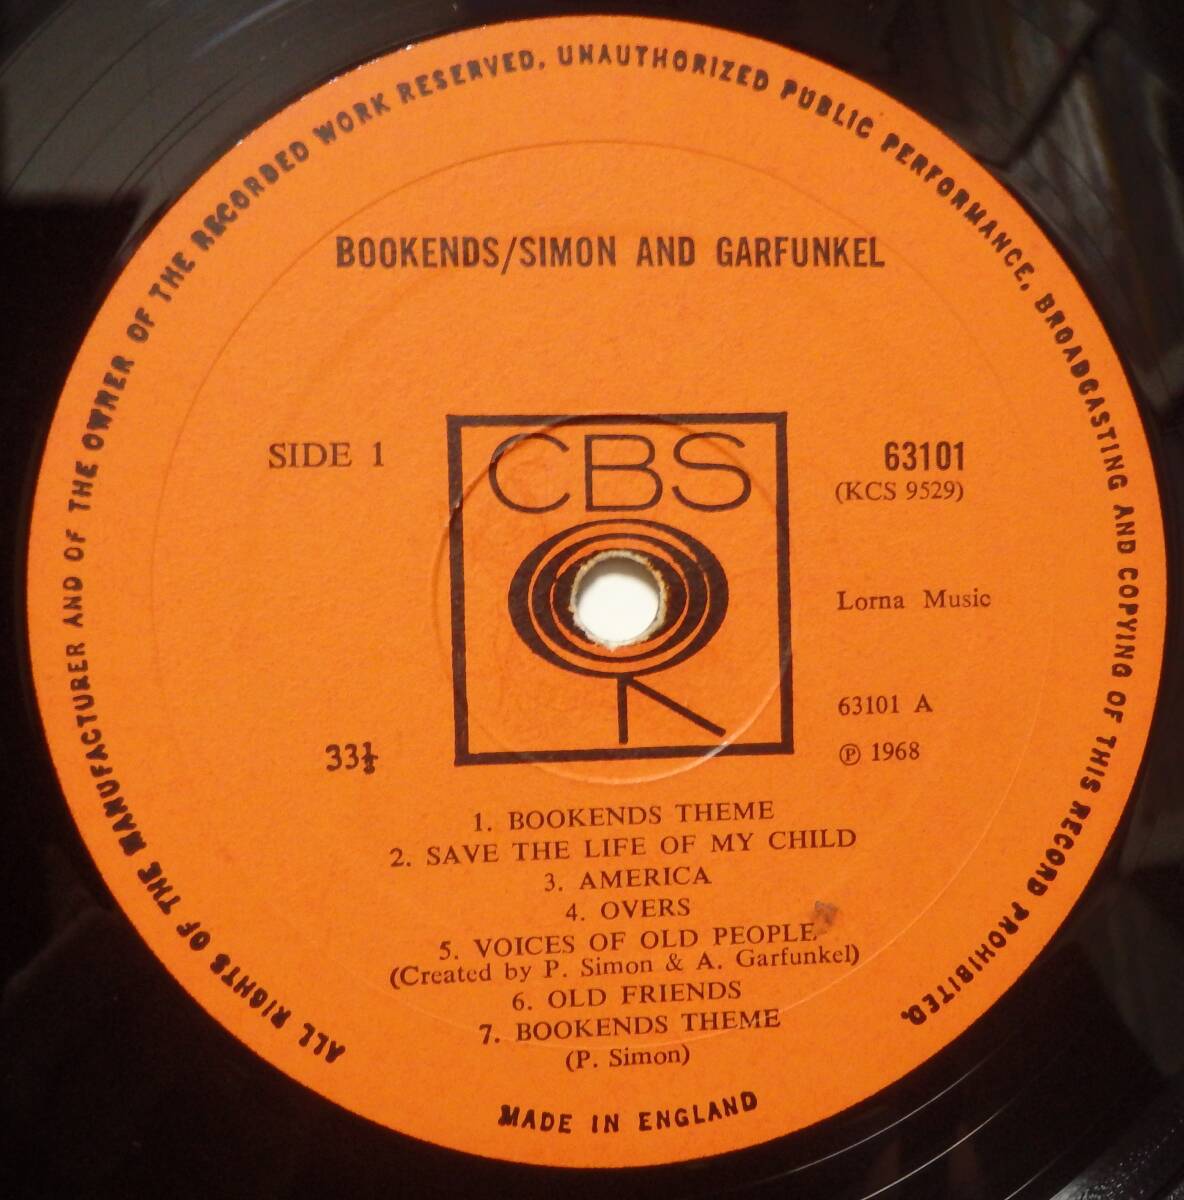 ALL RIGHTS OF THE MANUFACTURER AND OF THE OWNER OF THE RECORDED WORK RESERVED. UNAUTHORIZED PUBLIC PERFORMANCE, BROADCASTING AND COPYING OF THIS RECORD PROHIBITED.
BOOKENDS/SIMON AND GARFUNKEL
CBS
SIDE 1
63101
(KCS 9529)
Lorna Music
63101 A
33⅓
℗ 1968
1. BOOKENDS THEME
2. SAVE THE LIFE OF MY CHILD
3. AMERICA
4. OVERS
5. VOICES OF OLD PEOPLE
(Created by P. Simon & A. Garfunkel)
6. OLD FRIENDS
7. BOOKENDS THEME
(P. Simon)
MADE IN ENGLAND